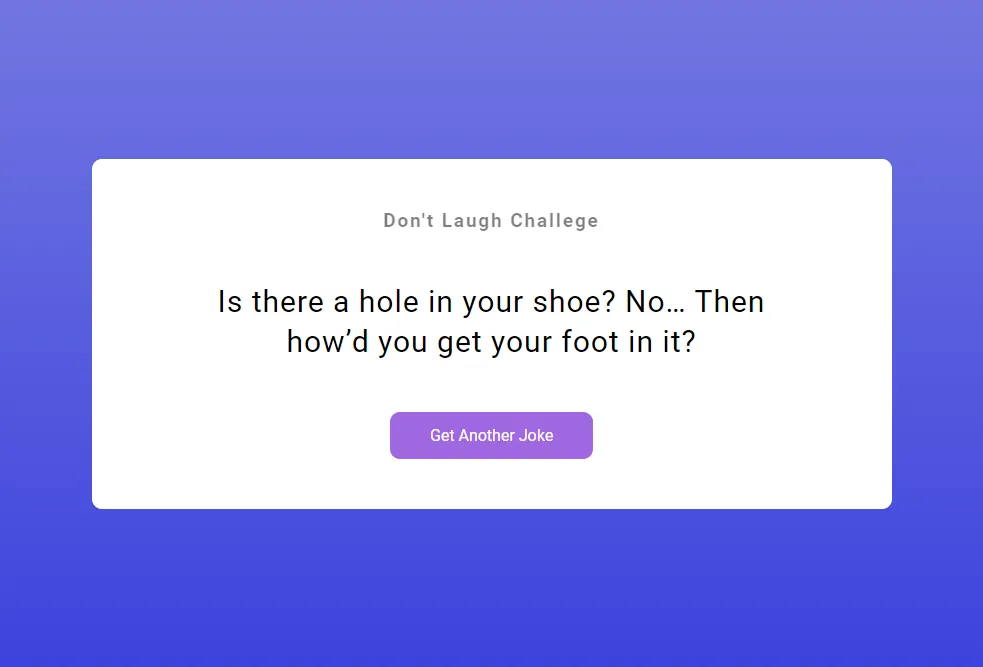 Don't Laugh Challege
Is there a hole in your shoe? No… Then
how’d you get your foot in it?
Get Another Joke